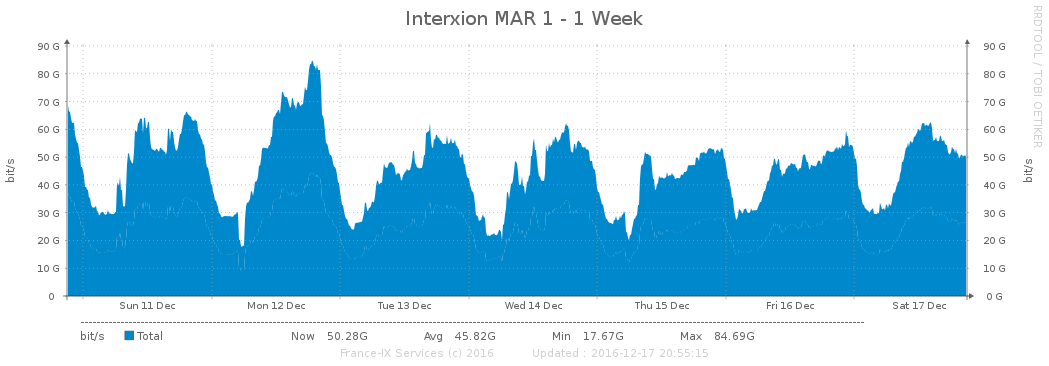 Interxion MAR 1 - 1 Week
RRDTOOL / TOBI OETIKER
bit/s
90 G 90 G
80 G 80 G
70 G 70 G
60 G 60 G
50 G 50 G
40 G 40 G
30 G 30 G
20 G 20 G
10 G 10 G
0 0 G
bit/s
Sun 11 Dec Mon 12 Dec Tue 13 Dec Wed 14 Dec Thu 15 Dec Fri 16 Dec Sat 17 Dec
bit/s Total Now 50.28G Avg 45.82G Min 17.67G Max 84.69G
France-IX Services (c) 2016 Updated : 2016-12-17 20:55:15